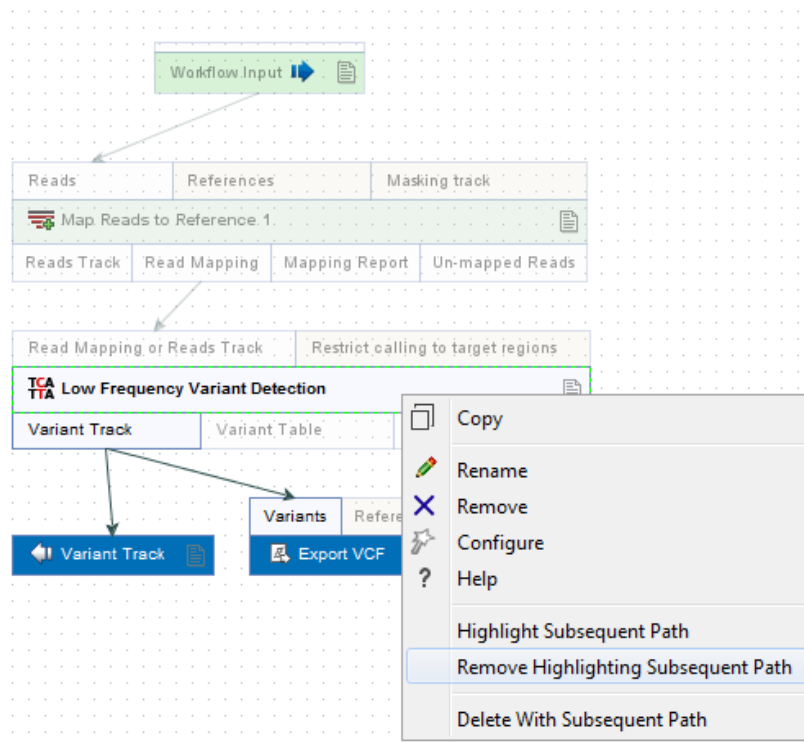 Workflow Input
Reads References Masking track
Map Reads to Reference 1
Reads Track Read Mapping Mapping Report Un-mapped Reads
Read Mapping or Reads Track Restrict calling to target regions
TCA
TTA Low Frequency Variant Detection
Variant Track Variant Table
Variants Refere
Variant Track Export VCF
Copy
Rename
Remove
Configure
? Help
Highlight Subsequent Path
Remove Highlighting Subsequent Path
Delete With Subsequent Path